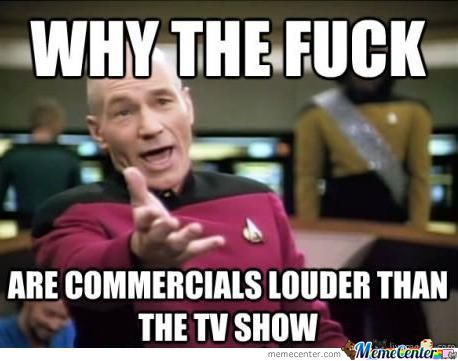 WHY THE FUCK
ARE COMMERCIALS LOUDER THAN
THE TV SHOW
memecenter.com MemeCenter